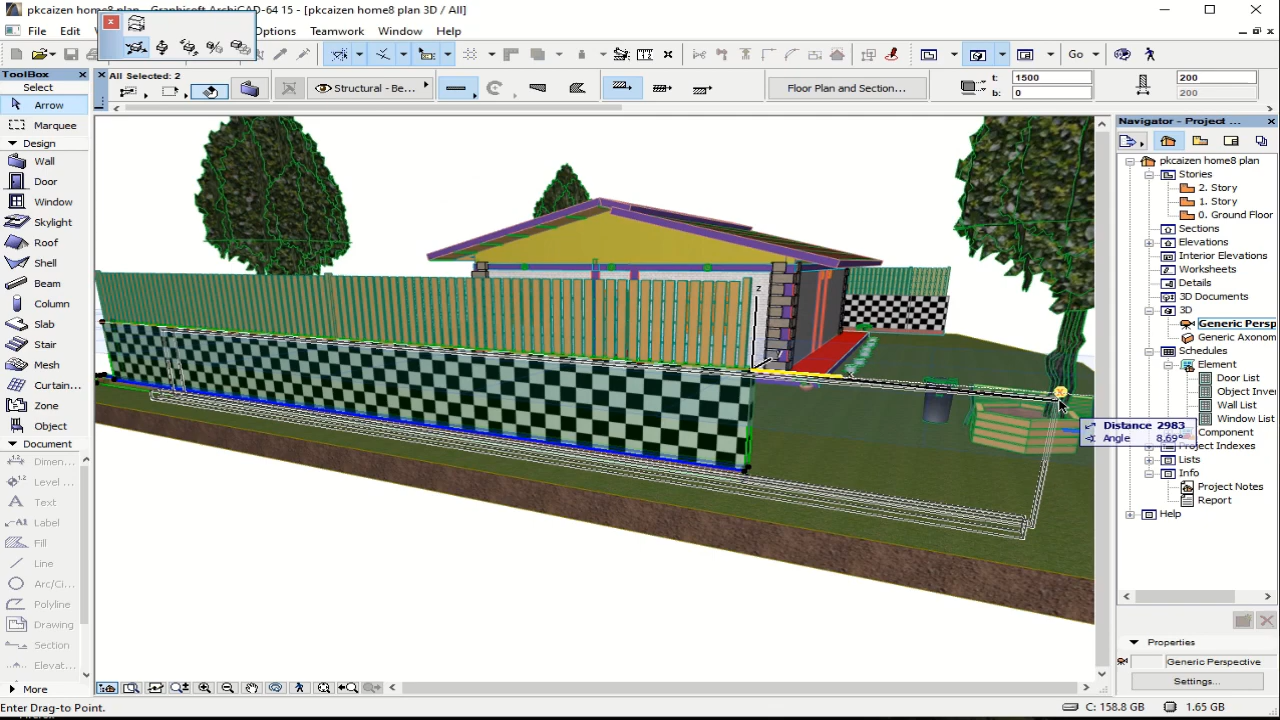 pkcaizen home8 plan - Graphisoft ArchiCAD-64 15 - [pkcaizen home8 plan 3D / All]
File Edit Options Teamwork Window Help
Go
ToolBox
Select
Arrow
Marquee
Design
Wall
Door
Window
Skylight
Roof
Shell
Beam
Column
Slab
Stair
Mesh
Curtain...
Zone
Object
Document
Dimen...
Level ...
Text
Label
Fill
Line
Arc/Ci...
Polyline
Drawing
Section
Elevat...
More
All Selected: 2
Structural - Be...
Floor Plan and Section...
t: 1500
b: 0
200
200
z
Distance 2983
Angle 8.69°
Navigator - Project ...
pkcaizen home8 plan
Stories
2. Story
1. Story
0. Ground Floor
Sections
Elevations
Interior Elevations
Worksheets
Details
3D Documents
3D
Generic Persp
Generic Axonom
Schedules
Element
Door List
Object Inver
Wall List
Window List
Component
Project Indexes
Lists
Info
Project Notes
Report
Help
Properties
Generic Perspective
Settings...
Enter Drag-to Point.
C: 158.8 GB
1.65 GB